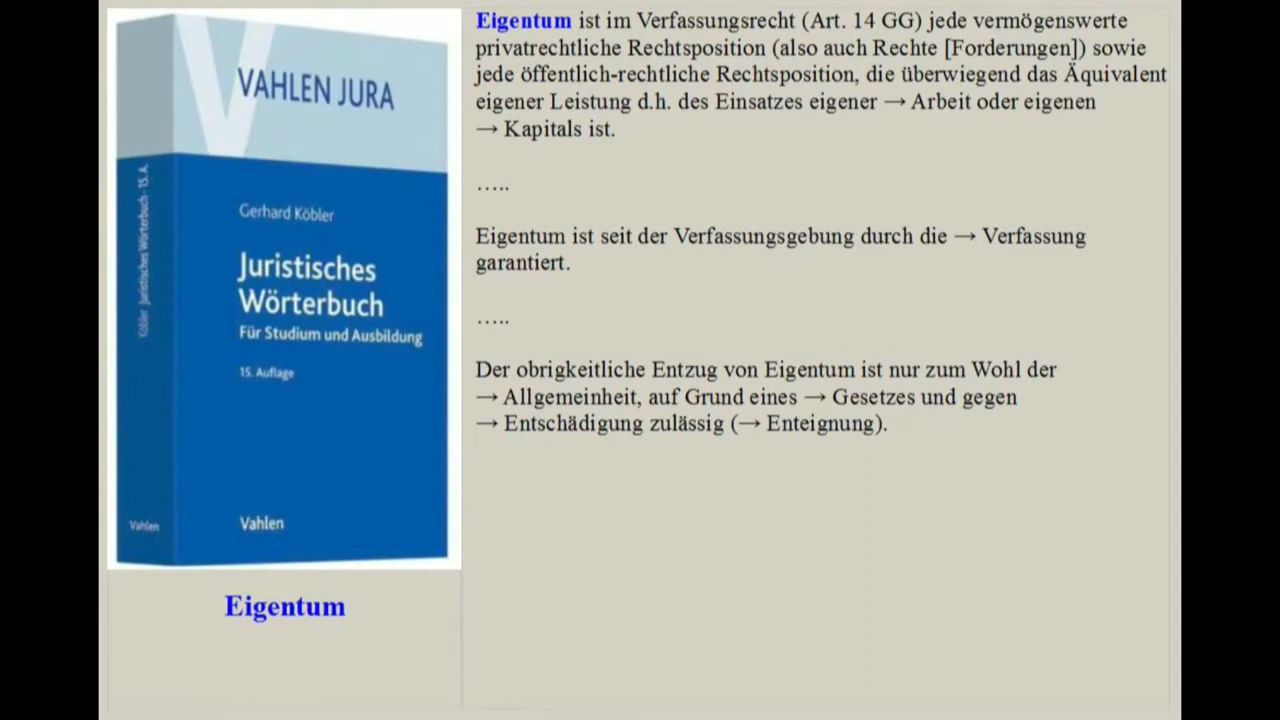 VAHLEN JURA
Gerhard Köbler
Juristisches
Wörterbuch
Für Studium und Ausbildung
15. Auflage
Vahlen
Köbler Juristisches Wörterbuch · 15. A.
Vahlen
Eigentum
Eigentum ist im Verfassungsrecht (Art. 14 GG) jede vermögenswerte
privatrechtliche Rechtsposition (also auch Rechte [Forderungen]) sowie
jede öffentlich-rechtliche Rechtsposition, die überwiegend das Äquivalent
eigener Leistung d.h. des Einsatzes eigener → Arbeit oder eigenen
→ Kapitals ist.
…..
Eigentum ist seit der Verfassungsgebung durch die → Verfassung
garantiert.
…..
Der obrigkeitliche Entzug von Eigentum ist nur zum Wohl der
→ Allgemeinheit, auf Grund eines → Gesetzes und gegen
→ Entschädigung zulässig (→ Enteignung).